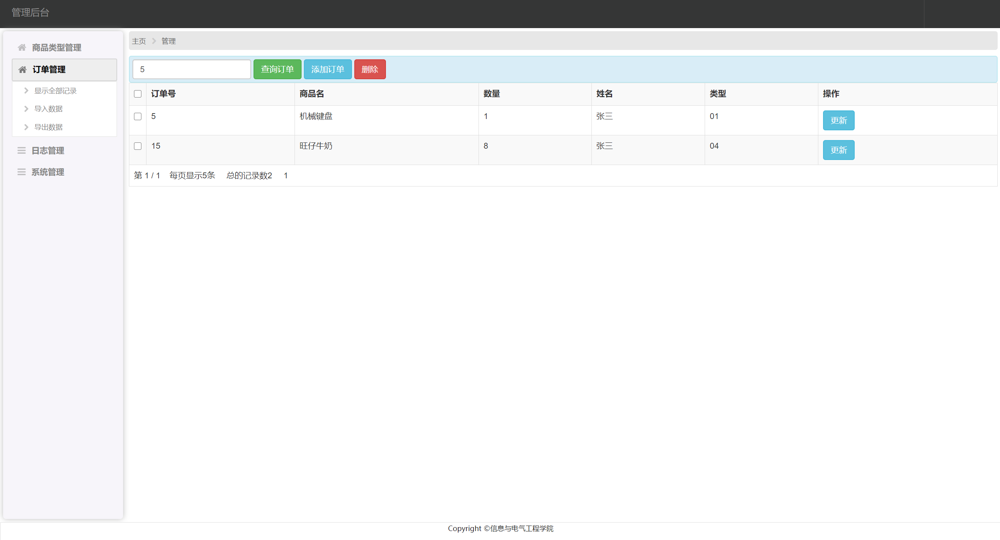 管理后台
商品类型管理
订单管理
显示全部记录
导入数据
导出数据
日志管理
系统管理
主页 管理
5 查询订单 添加订单 删除
订单号 商品名 数量 姓名 类型 操作
5 机械键盘 1 张三 01 更新
15 旺仔牛奶 8 张三 04 更新
第 1 / 1 每页显示5条 总的记录数2 1
Copyright ©信息与电气工程学院